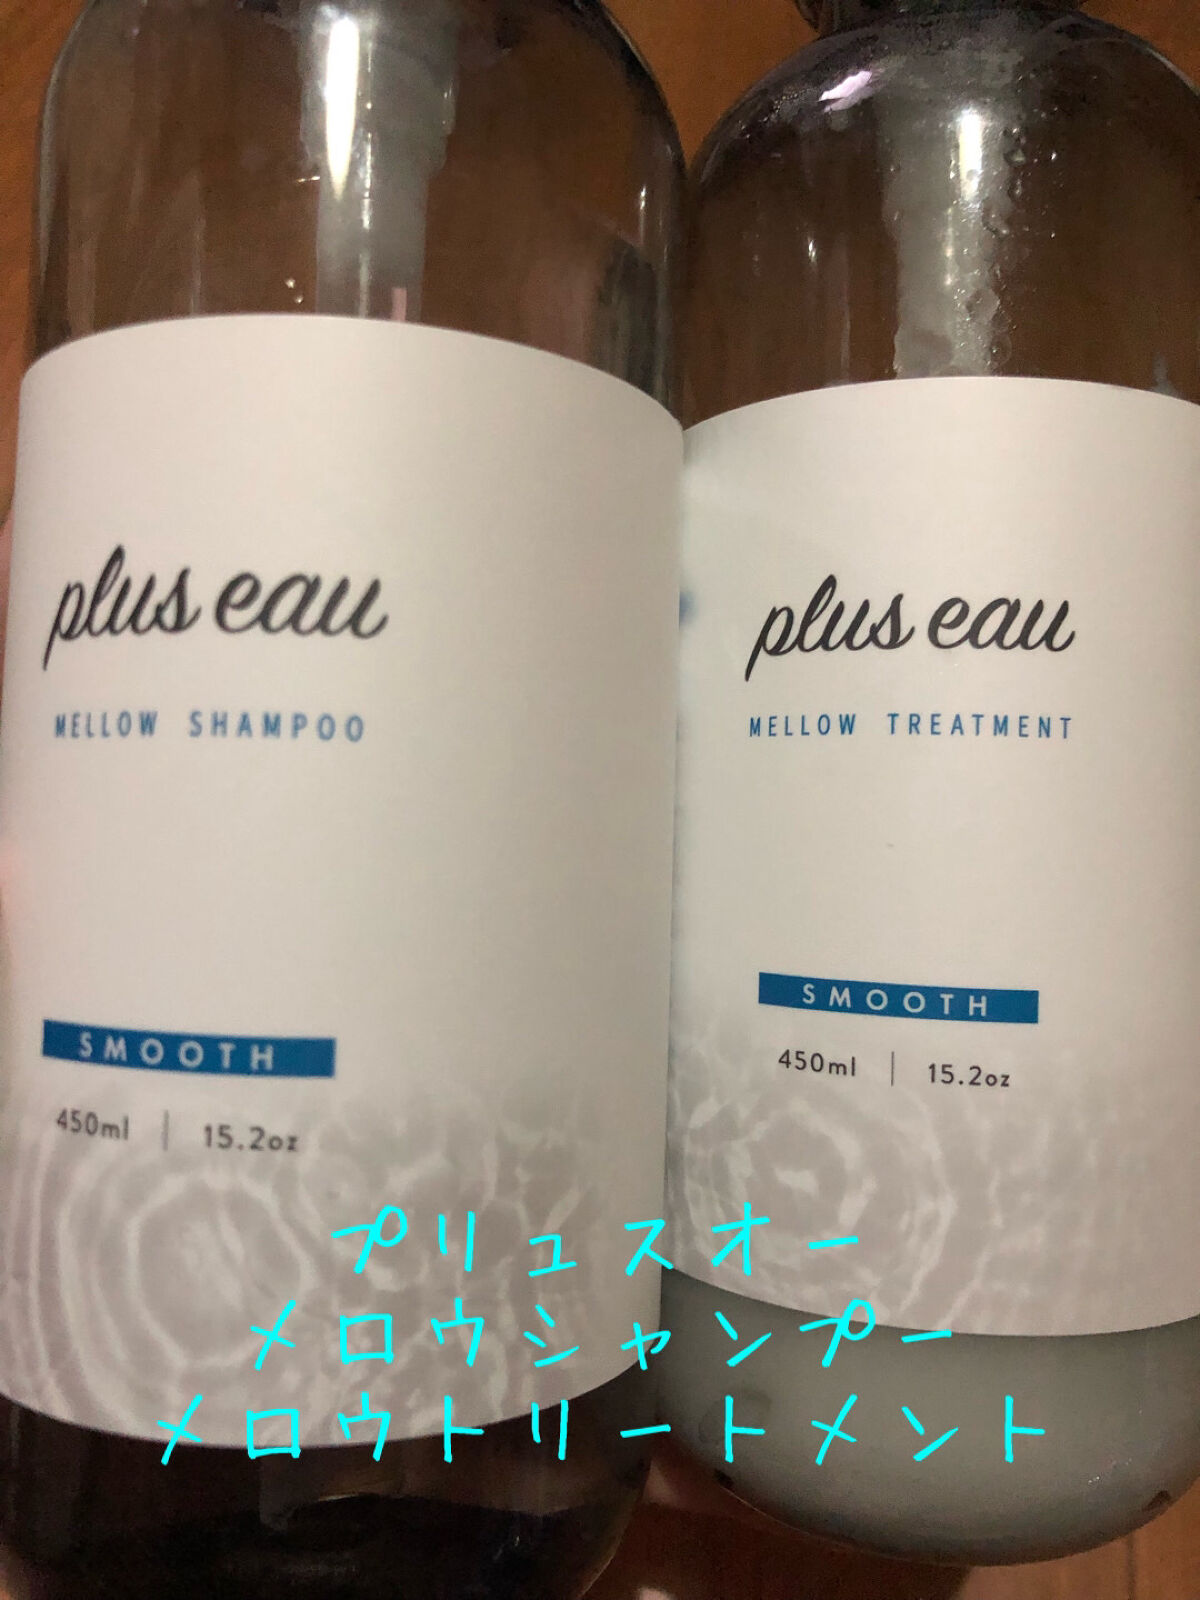 plus eau
MELLOW SHAMPOO
SMOOTH
450ml | 15.2oz
plus eau
MELLOW TREATMENT
SMOOTH
450ml | 15.2oz
プリュスオー
メロウシャンプー
メロウトリートメント